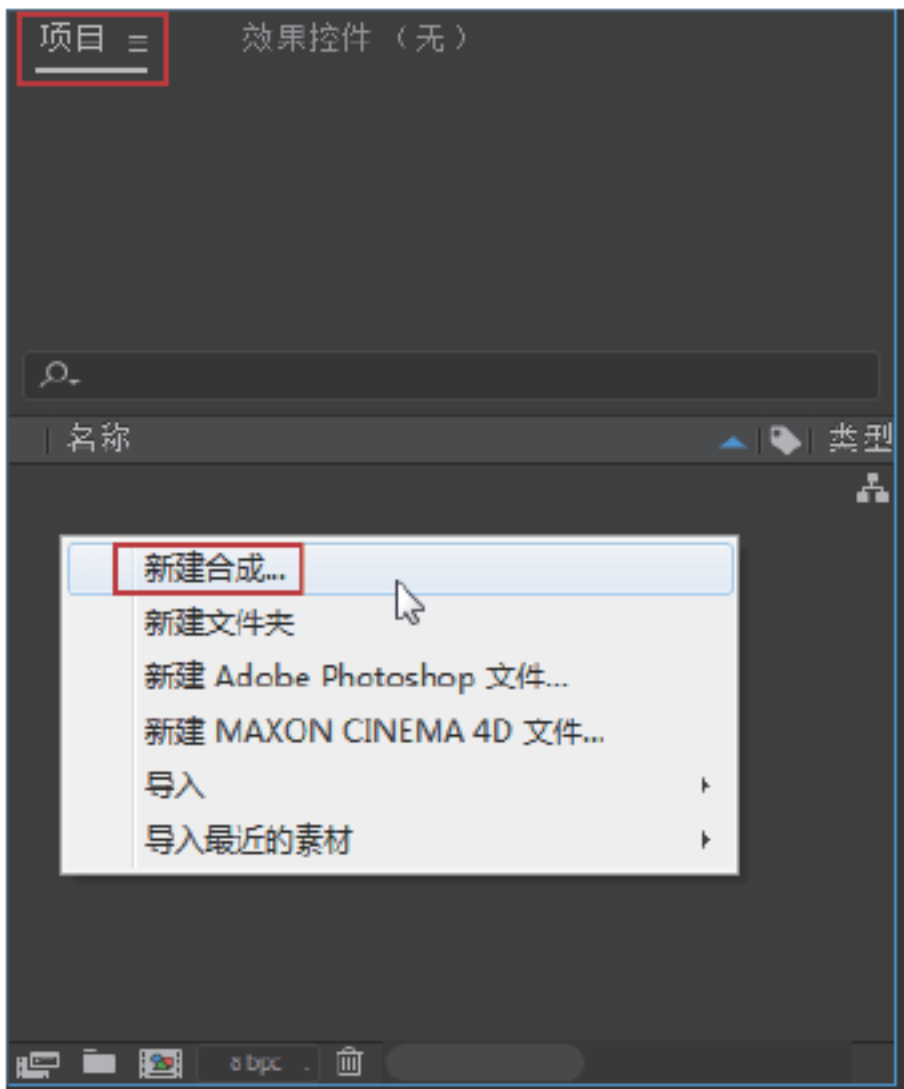 项目
效果控件（无）
名称
类型
新建合成...
新建文件夹
新建 Adobe Photoshop 文件...
新建 MAXON CINEMA 4D 文件...
导入
导入最近的素材
8 bpc